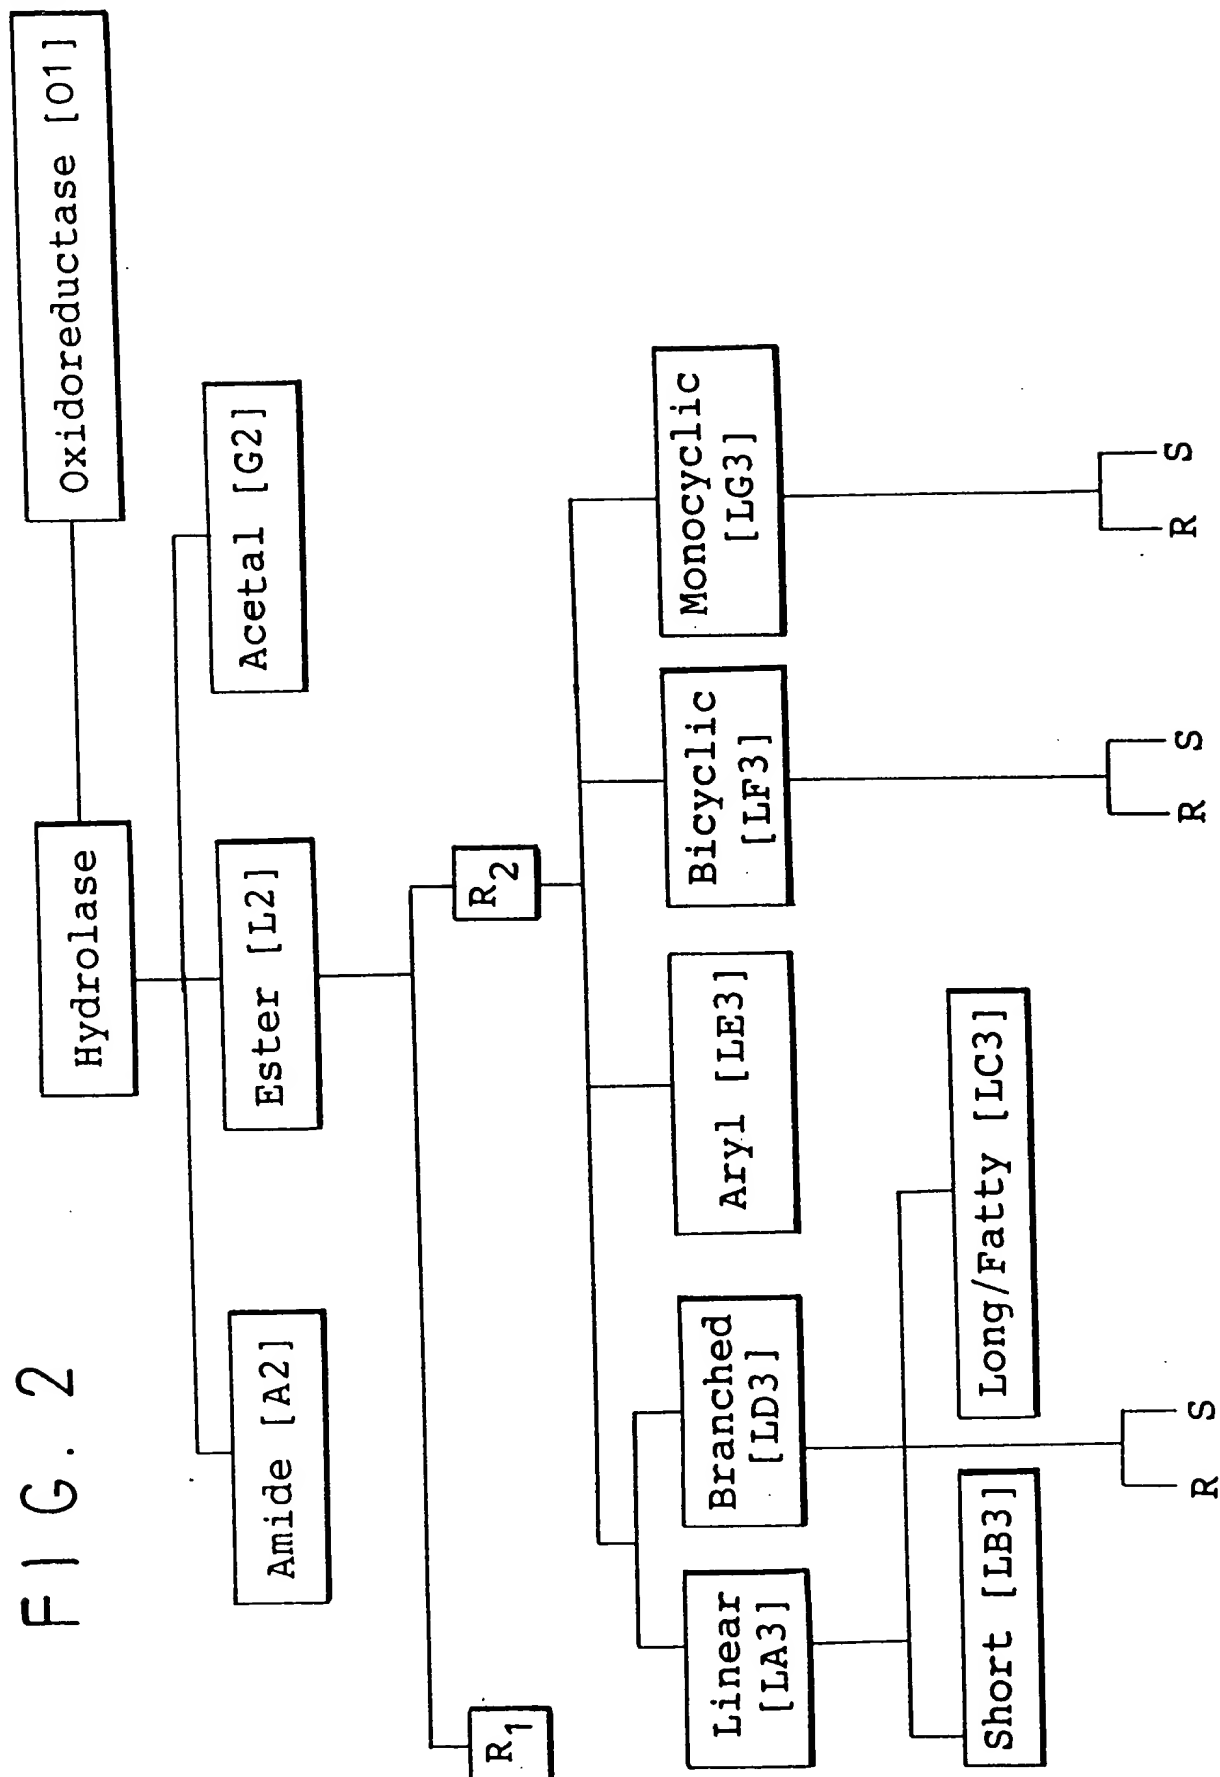 FIG. 2
Hydrolase
Oxidoreductase [O1]
Amide [A2]
Ester [L2]
Acetal [G2]
R1
R2
Linear
[LA3]
Branched
[LD3]
Aryl [LE3]
Bicyclic
[LF3]
Monocyclic
[LG3]
Short [LB3]
Long/Fatty [LC3]
R
S
R
S
R
S